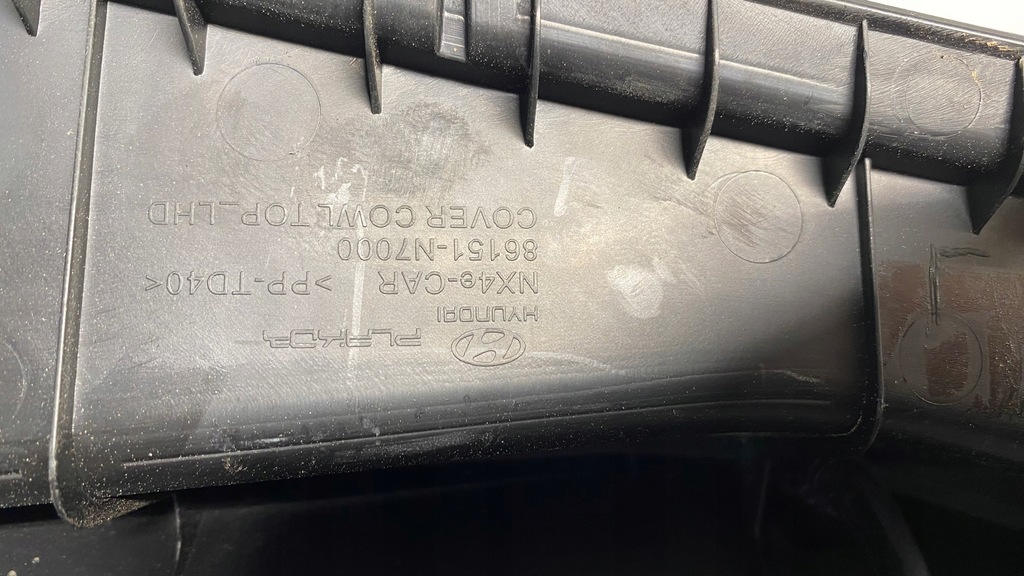 HYUNDAI PLAKOR
NX4e-CAR >PP-TD40<
86151-N7000
COVER COWL TOP_LHD